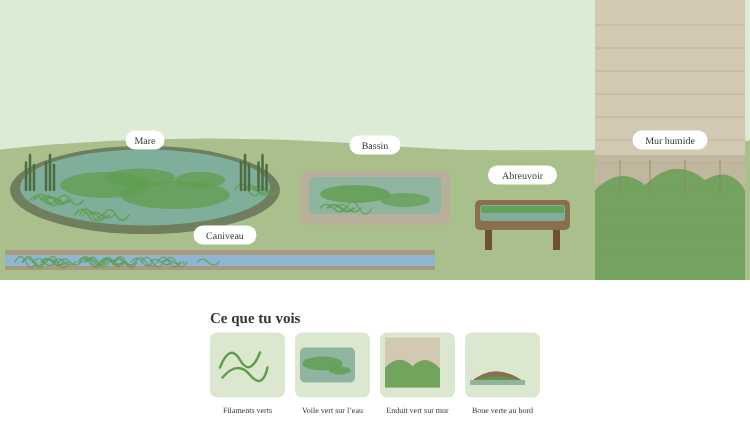 Mare
Bassin
Mur humide
Abreuvoir
Caniveau
Ce que tu vois
Filaments verts
Voile vert sur l’eau
Enduit vert sur mur
Boue verte au bord